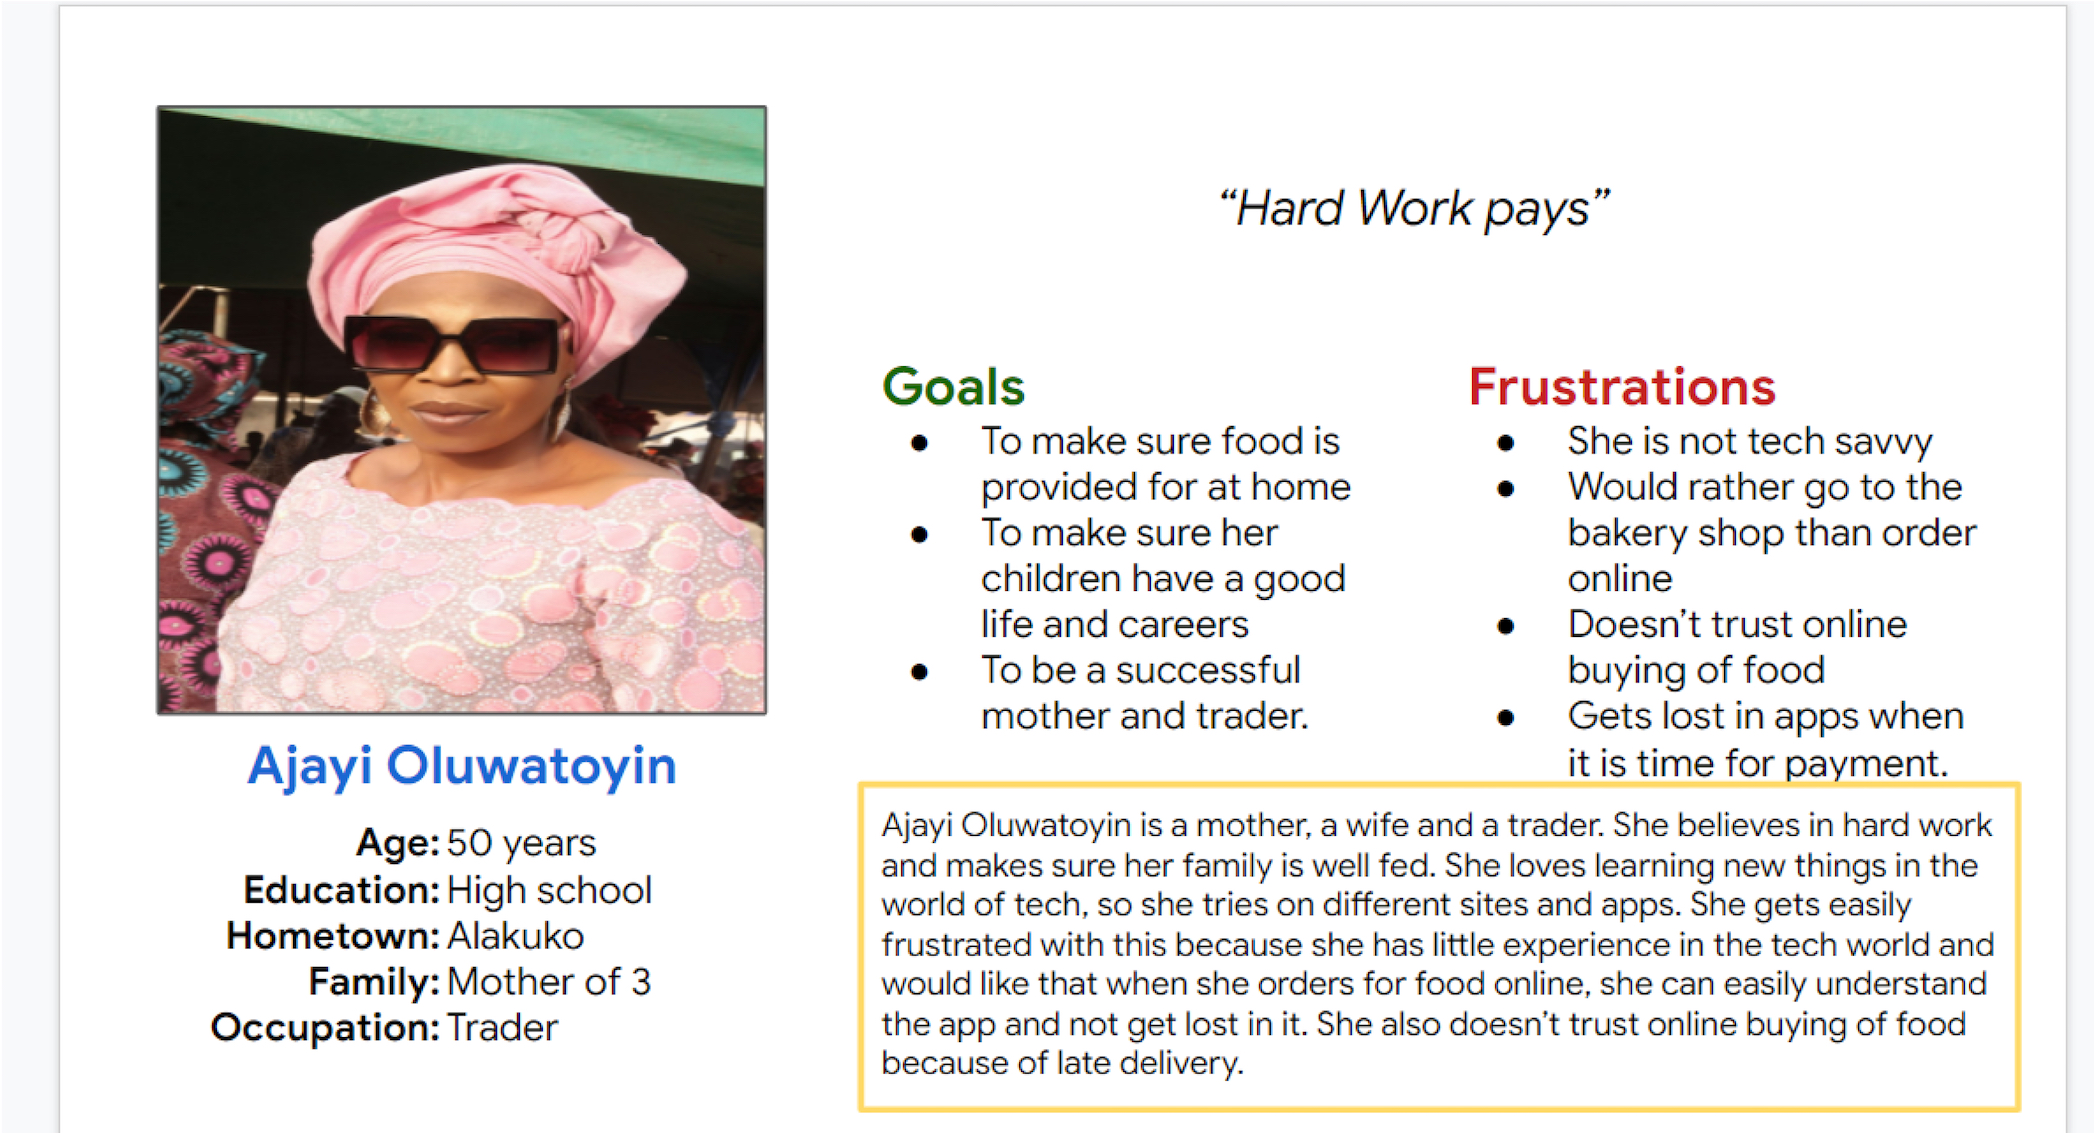 “Hard Work pays”
Goals
● To make sure food is
provided for at home
● To make sure her
children have a good
life and careers
● To be a successful
mother and trader.
Frustrations
● She is not tech savvy
● Would rather go to the
bakery shop than order
online
● Doesn’t trust online
buying of food
● Gets lost in apps when
it is time for payment.
Ajayi Oluwatoyin
Age: 50 years
Education: High school
Hometown: Alakuko
Family: Mother of 3
Occupation: Trader
Ajayi Oluwatoyin is a mother, a wife and a trader. She believes in hard work
and makes sure her family is well fed. She loves learning new things in the
world of tech, so she tries on different sites and apps. She gets easily
frustrated with this because she has little experience in the tech world and
would like that when she orders for food online, she can easily understand
the app and not get lost in it. She also doesn’t trust online buying of food
because of late delivery.